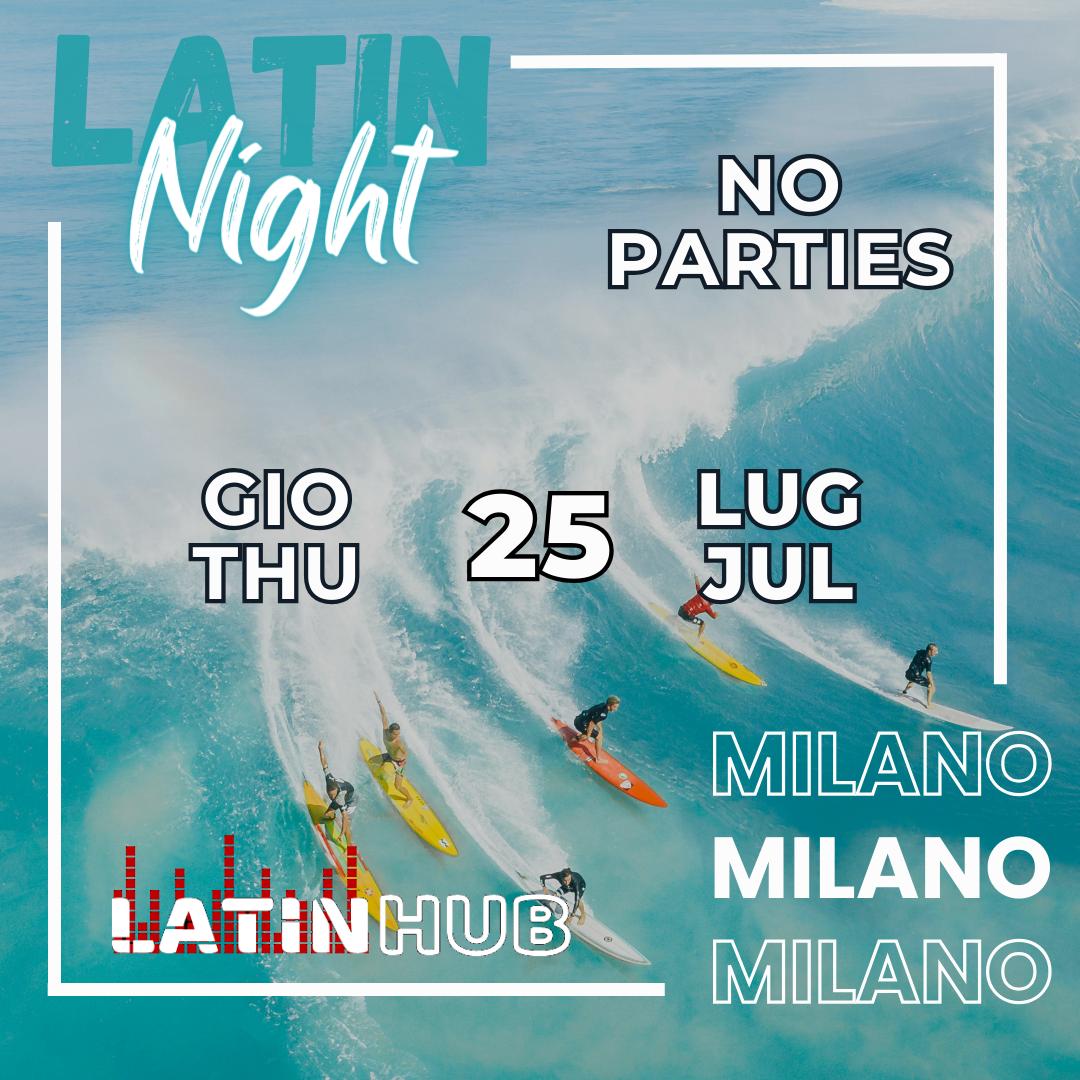 LATIN
Night
NO
PARTIES
GIO
THU
25
LUG
JUL
MILANO
MILANO
MILANO
LATINHUB